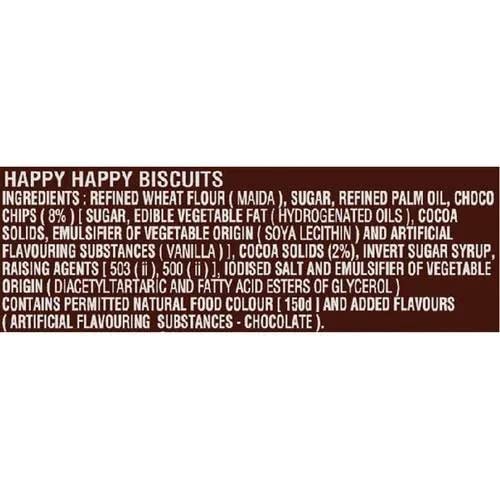 HAPPY HAPPY BISCUITS
INGREDIENTS : REFINED WHEAT FLOUR ( MAIDA ), SUGAR, REFINED PALM OIL, CHOCO
CHIPS ( 8% ) [ SUGAR, EDIBLE VEGETABLE FAT ( HYDROGENATED OILS ), COCOA
SOLIDS, EMULSIFIER OF VEGETABLE ORIGIN ( SOYA LECITHIN ) AND ARTIFICIAL
FLAVOURING SUBSTANCES ( VANILLA ) ], COCOA SOLIDS (2%), INVERT SUGAR SYRUP,
RAISING AGENTS [ 503 ( ii ), 500 ( ii ) ], IODISED SALT AND EMULSIFIER OF VEGETABLE
ORIGIN ( DIACETYLTARTARIC AND FATTY ACID ESTERS OF GLYCEROL )
CONTAINS PERMITTED NATURAL FOOD COLOUR [ 150d ] AND ADDED FLAVOURS
( ARTIFICIAL FLAVOURING SUBSTANCES - CHOCOLATE ).